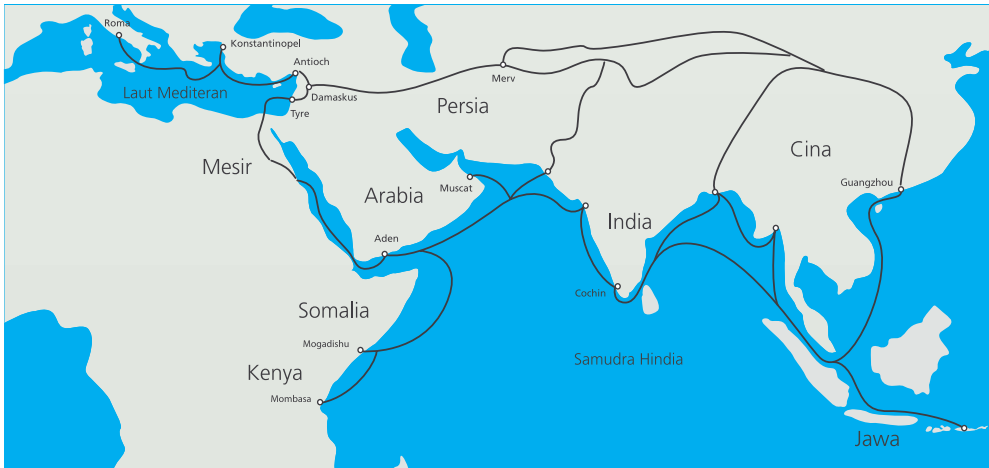 Roma
Konstantinopel
Antioch
Laut Mediteran
Damaskus
Tyre
Merv
Persia
Mesir
Cina
Muscat
Guangzhou
Arabia
India
Aden
Cochin
Somalia
Mogadishu
Samudra Hindia
Kenya
Mombasa
Jawa